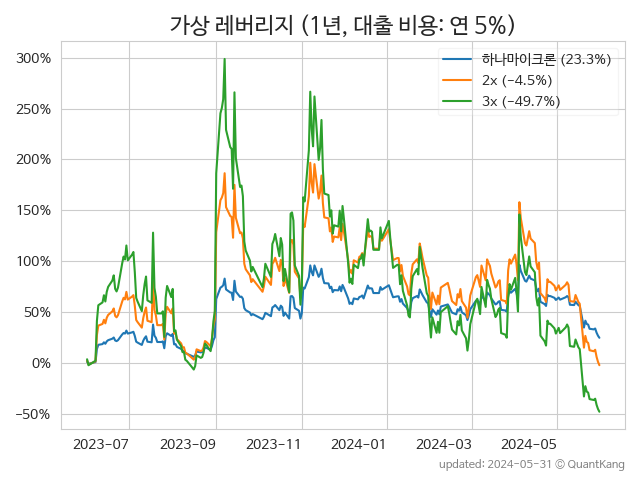 가상 레버리지 (1년, 대출 비용: 연 5%)
300%
250%
200%
150%
100%
50%
0%
−50%
하나마이크론 (23.3%)
2x (−4.5%)
3x (−49.7%)
2023-07
2023-09
2023-11
2024-01
2024-03
2024-05
updated: 2024-05-31 ⓒ QuantKang